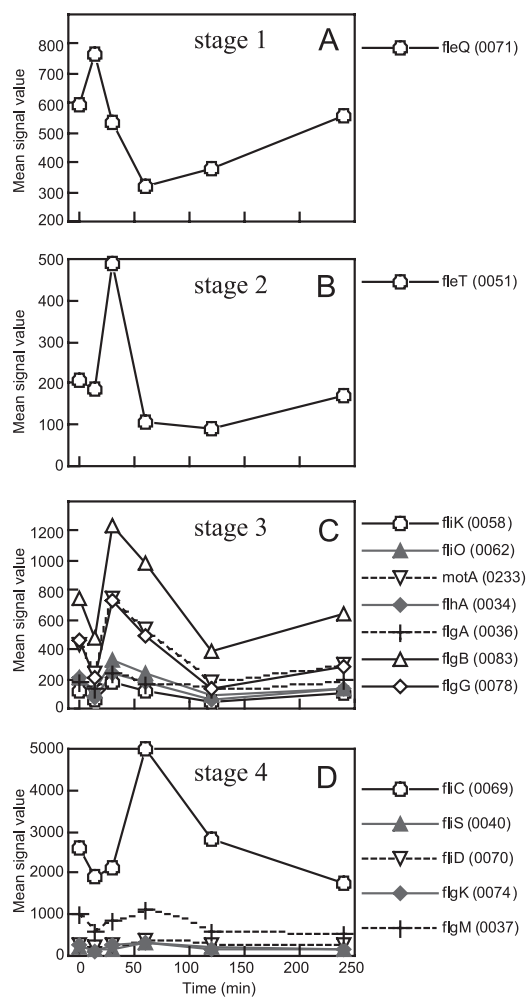 stage 1
A
Mean signal value
800
700
600
500
400
300
200
fleQ (0071)
stage 2
B
Mean signal value
500
400
300
200
100
0
fleT (0051)
stage 3
C
Mean signal value
1200
1000
800
600
400
200
0
fliK (0058)
fliO (0062)
motA (0233)
flhA (0034)
flgA (0036)
flgB (0083)
flgG (0078)
stage 4
D
Mean signal value
5000
4000
3000
2000
1000
0
fliC (0069)
fliS (0040)
fliD (0070)
flgK (0074)
flgM (0037)
0 50 100 150 200 250
Time (min)